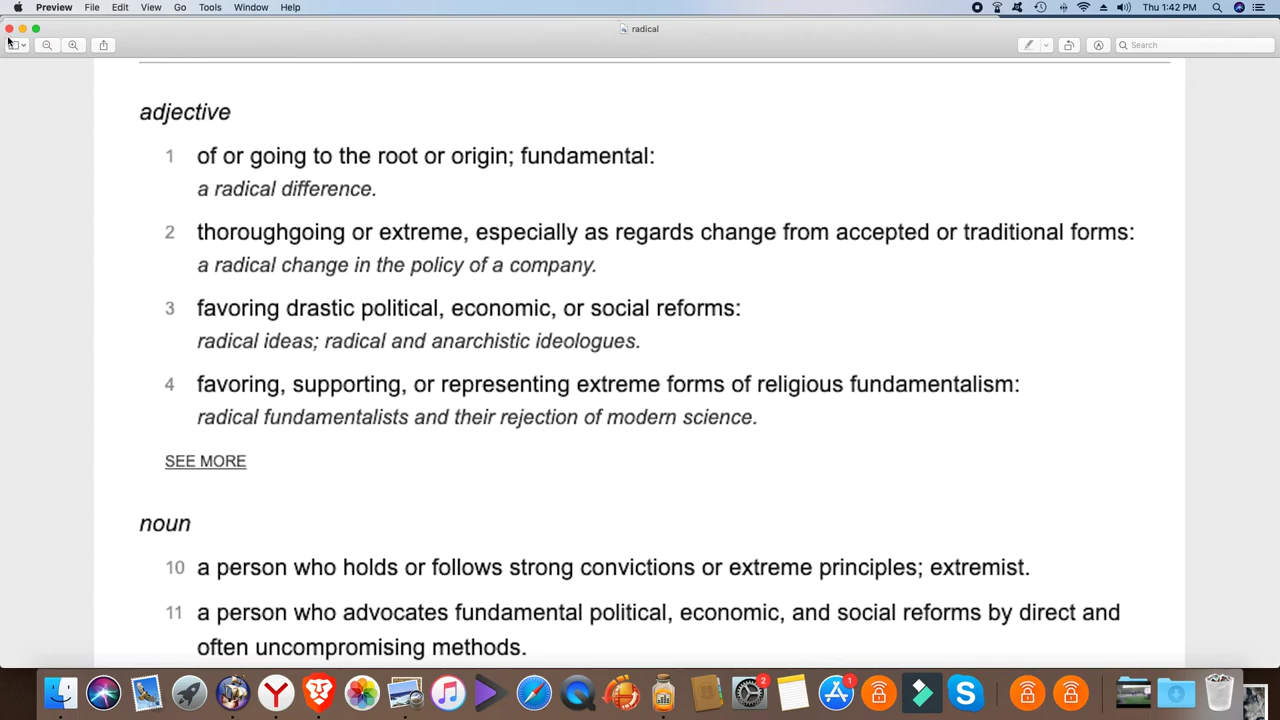 Preview File Edit View Go Tools Window Help Thu 1:42 PM
radical
Search
adjective
1 of or going to the root or origin; fundamental:
a radical difference.
2 thoroughgoing or extreme, especially as regards change from accepted or traditional forms:
a radical change in the policy of a company.
3 favoring drastic political, economic, or social reforms:
radical ideas; radical and anarchistic ideologues.
4 favoring, supporting, or representing extreme forms of religious fundamentalism:
radical fundamentalists and their rejection of modern science.
SEE MORE
noun
10 a person who holds or follows strong convictions or extreme principles; extremist.
11 a person who advocates fundamental political, economic, and social reforms by direct and
often uncompromising methods.
2
1